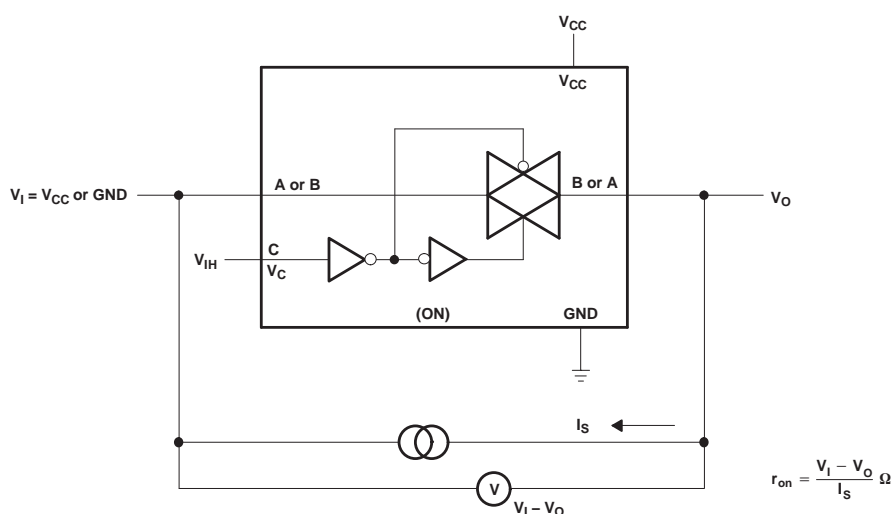 VCC
VCC
A or B
B or A
VI = VCC or GND
VO
C
VIH
VC
(ON)
GND
IS
V
VI – VO
ron = VI – VO / IS Ω